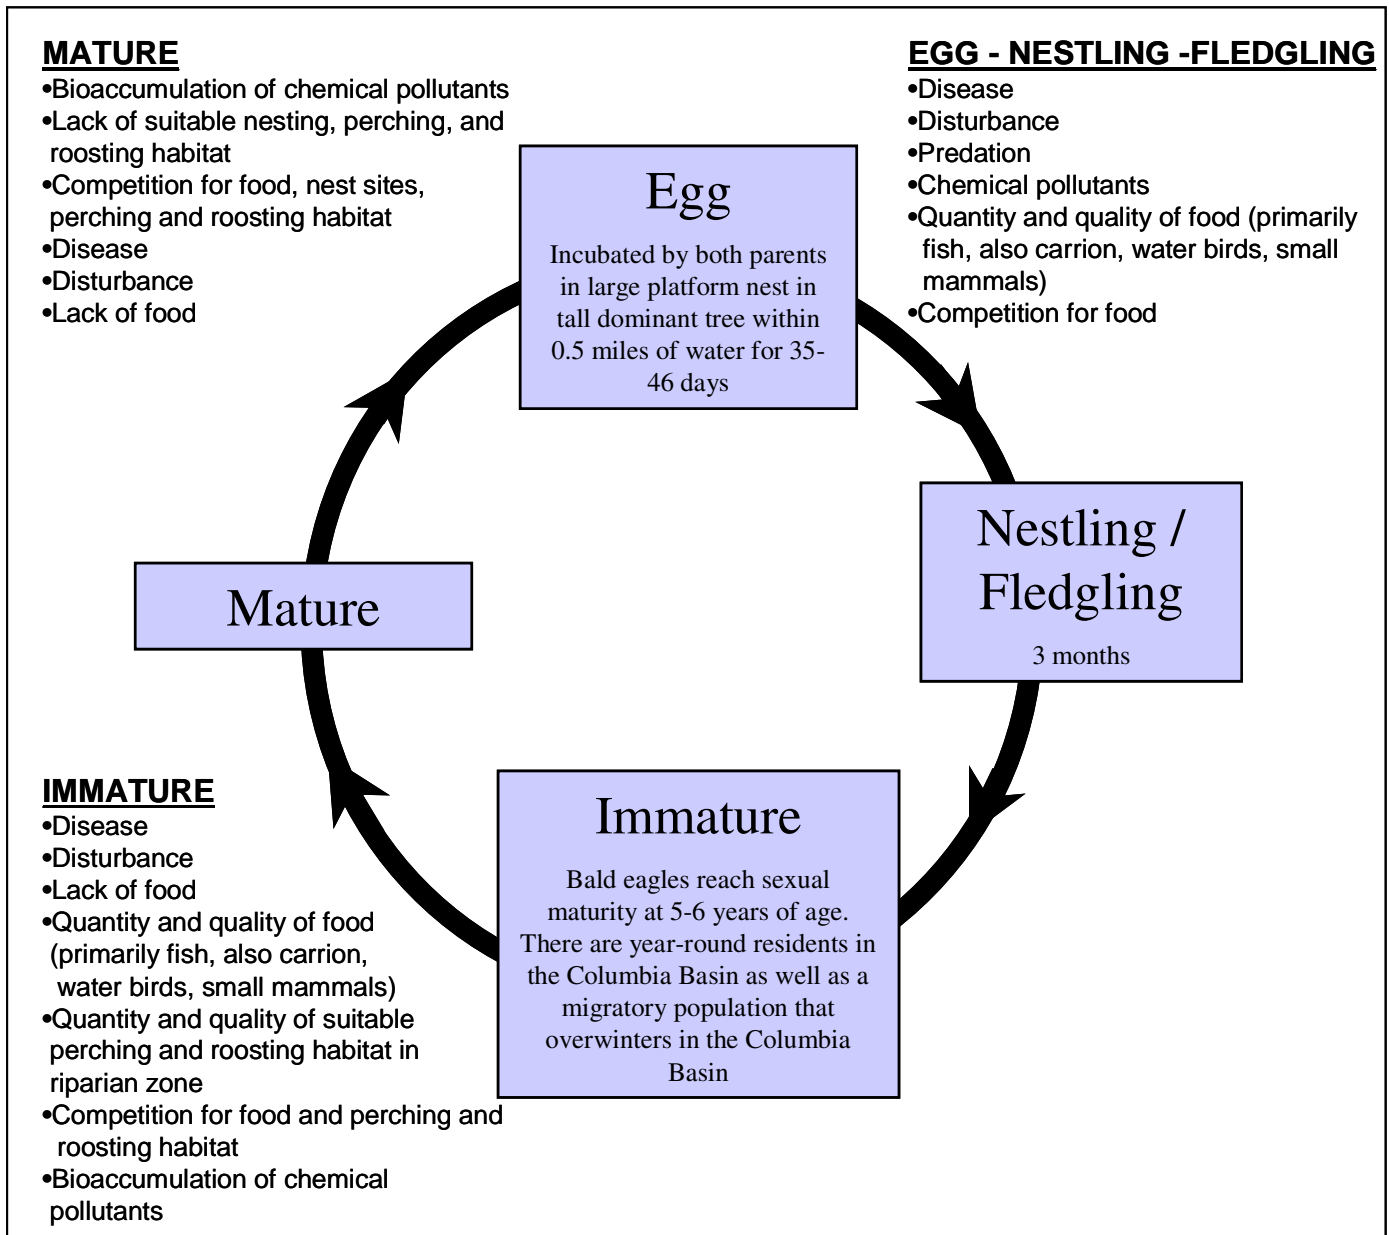 MATURE
•Bioaccumulation of chemical pollutants
•Lack of suitable nesting, perching, and
roosting habitat
•Competition for food, nest sites,
perching and roosting habitat
•Disease
•Disturbance
•Lack of food
EGG - NESTLING -FLEDGLING
•Disease
•Disturbance
•Predation
•Chemical pollutants
•Quantity and quality of food (primarily
fish, also carrion, water birds, small
mammals)
•Competition for food
Egg
Incubated by both parents
in large platform nest in
tall dominant tree within
0.5 miles of water for 35-
46 days
Nestling /
Fledgling
3 months
Mature
Immature
Bald eagles reach sexual
maturity at 5-6 years of age.
There are year-round residents in
the Columbia Basin as well as a
migratory population that
overwinters in the Columbia
Basin
IMMATURE
•Disease
•Disturbance
•Lack of food
•Quantity and quality of food
(primarily fish, also carrion,
water birds, small mammals)
•Quantity and quality of suitable
perching and roosting habitat in
riparian zone
•Competition for food and perching and
roosting habitat
•Bioaccumulation of chemical
pollutants